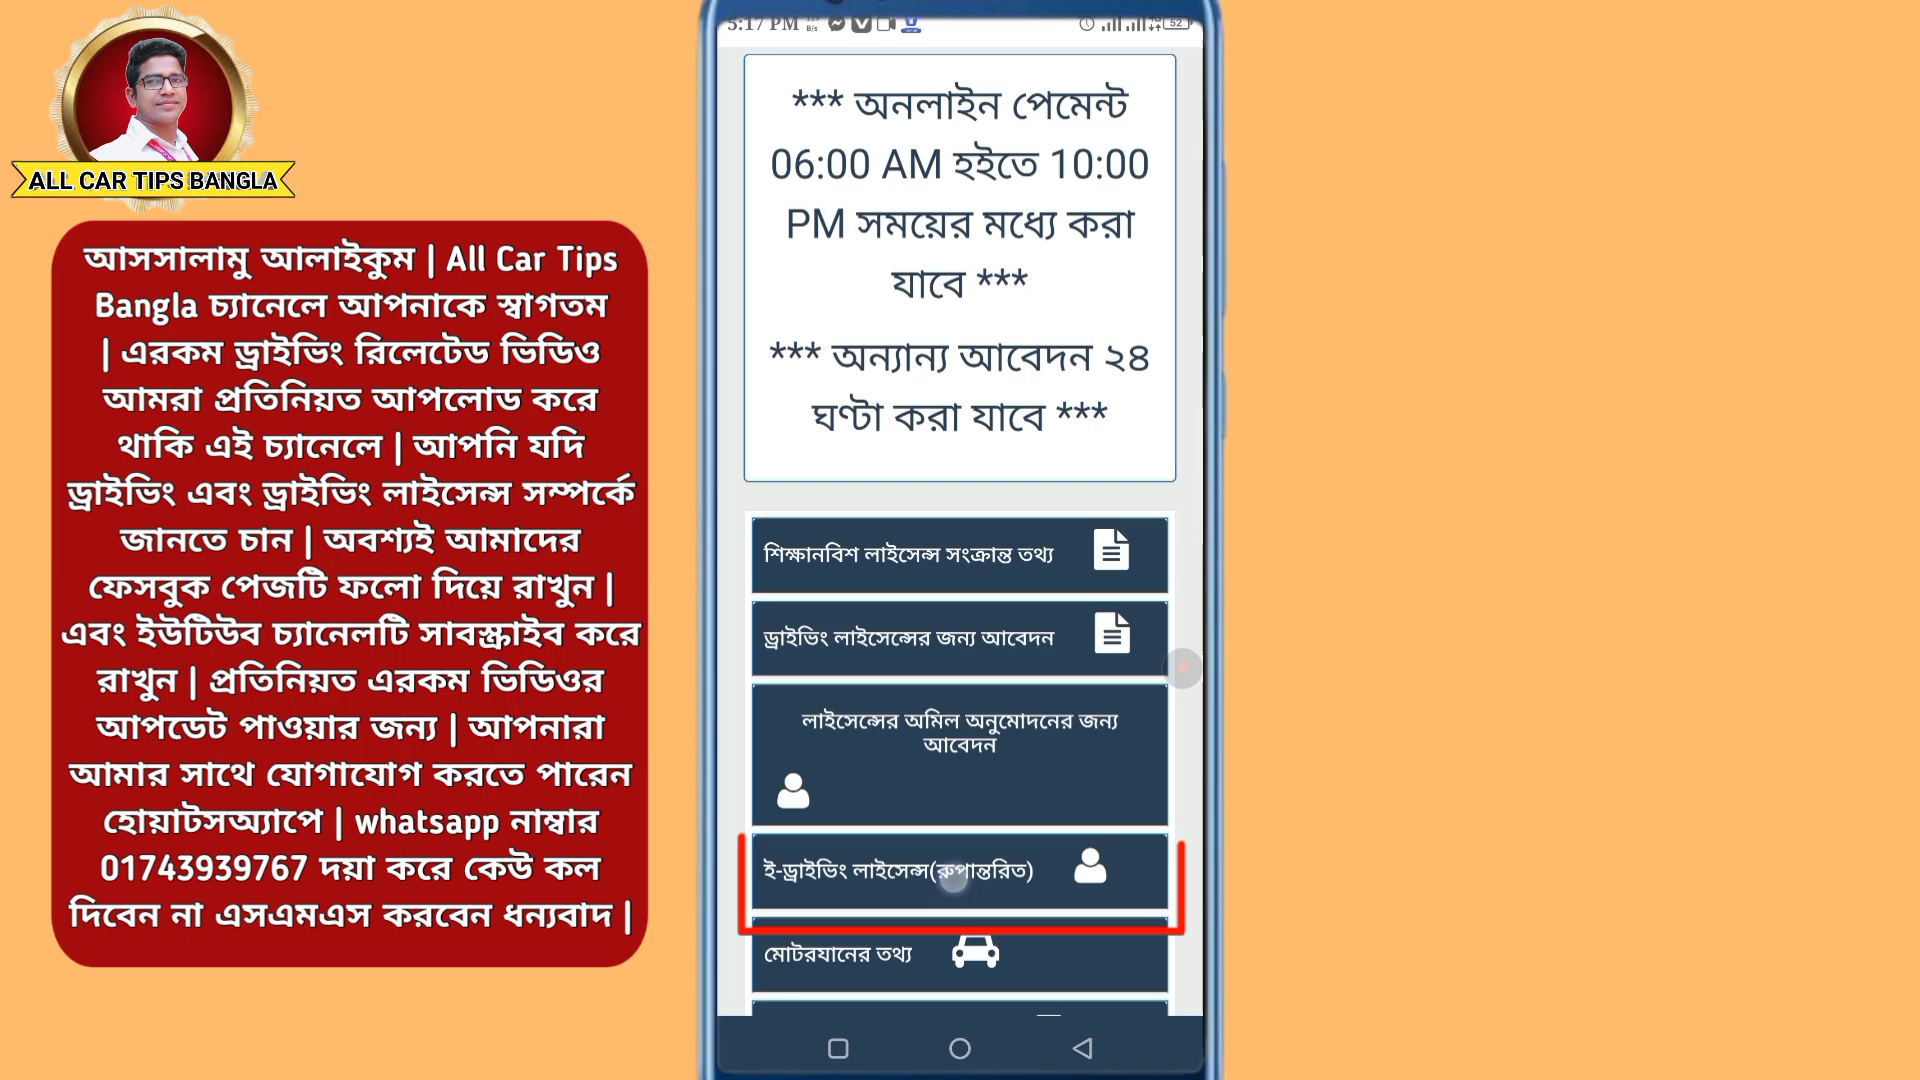 ALL CAR TIPS BANGLA
আসসালামু আলাইকুম | All Car Tips
Bangla চ্যানেলে আপনাকে স্বাগতম
| এরকম ড্রাইভিং রিলেটেড ভিডিও
আমরা প্রতিনিয়ত আপলোড করে
থাকি এই চ্যানেলে | আপনি যদি
ড্রাইভিং এবং ড্রাইভিং লাইসেন্স সম্পর্কে
জানতে চান | অবশ্যই আমাদের
ফেসবুক পেজটি ফলো দিয়ে রাখুন |
এবং ইউটিউব চ্যানেলটি সাবস্ক্রাইব করে
রাখুন | প্রতিনিয়ত এরকম ভিডিওর
আপডেট পাওয়ার জন্য | আপনারা
আমার সাথে যোগাযোগ করতে পারেন
হোয়াটসঅ্যাপে | whatsapp নাম্বার
01743939767 দয়া করে কেউ কল
দিবেন না এসএমএস করবেন ধন্যবাদ |
5:17 PM 52
*** অনলাইন পেমেন্ট
06:00 AM হইতে 10:00
PM সময়ের মধ্যে করা
যাবে ***
*** অন্যান্য আবেদন ২৪
ঘণ্টা করা যাবে ***
শিক্ষানবিশ লাইসেন্স সংক্রান্ত তথ্য
ড্রাইভিং লাইসেন্সের জন্য আবেদন
লাইসেন্সের অমিল অনুমোদনের জন্য
আবেদন
ই-ড্রাইভিং লাইসেন্স(রুপান্তরিত)
মোটরযানের তথ্য